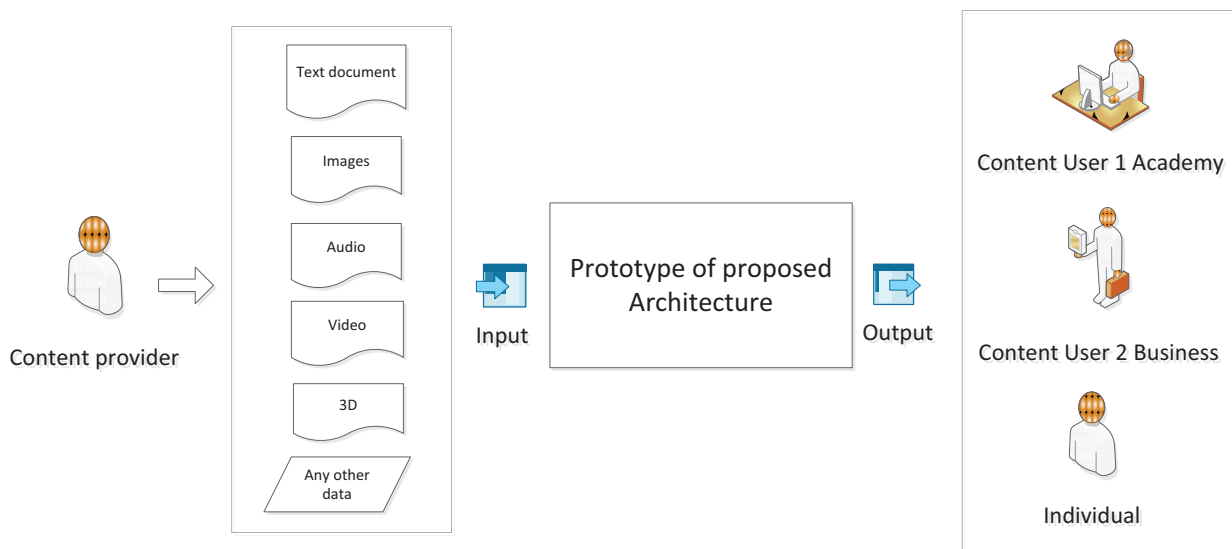 Content provider
Text document
Images
Audio
Video
3D
Any other
data
Input
Prototype of proposed
Architecture
Output
Content User 1 Academy
Content User 2 Business
Individual